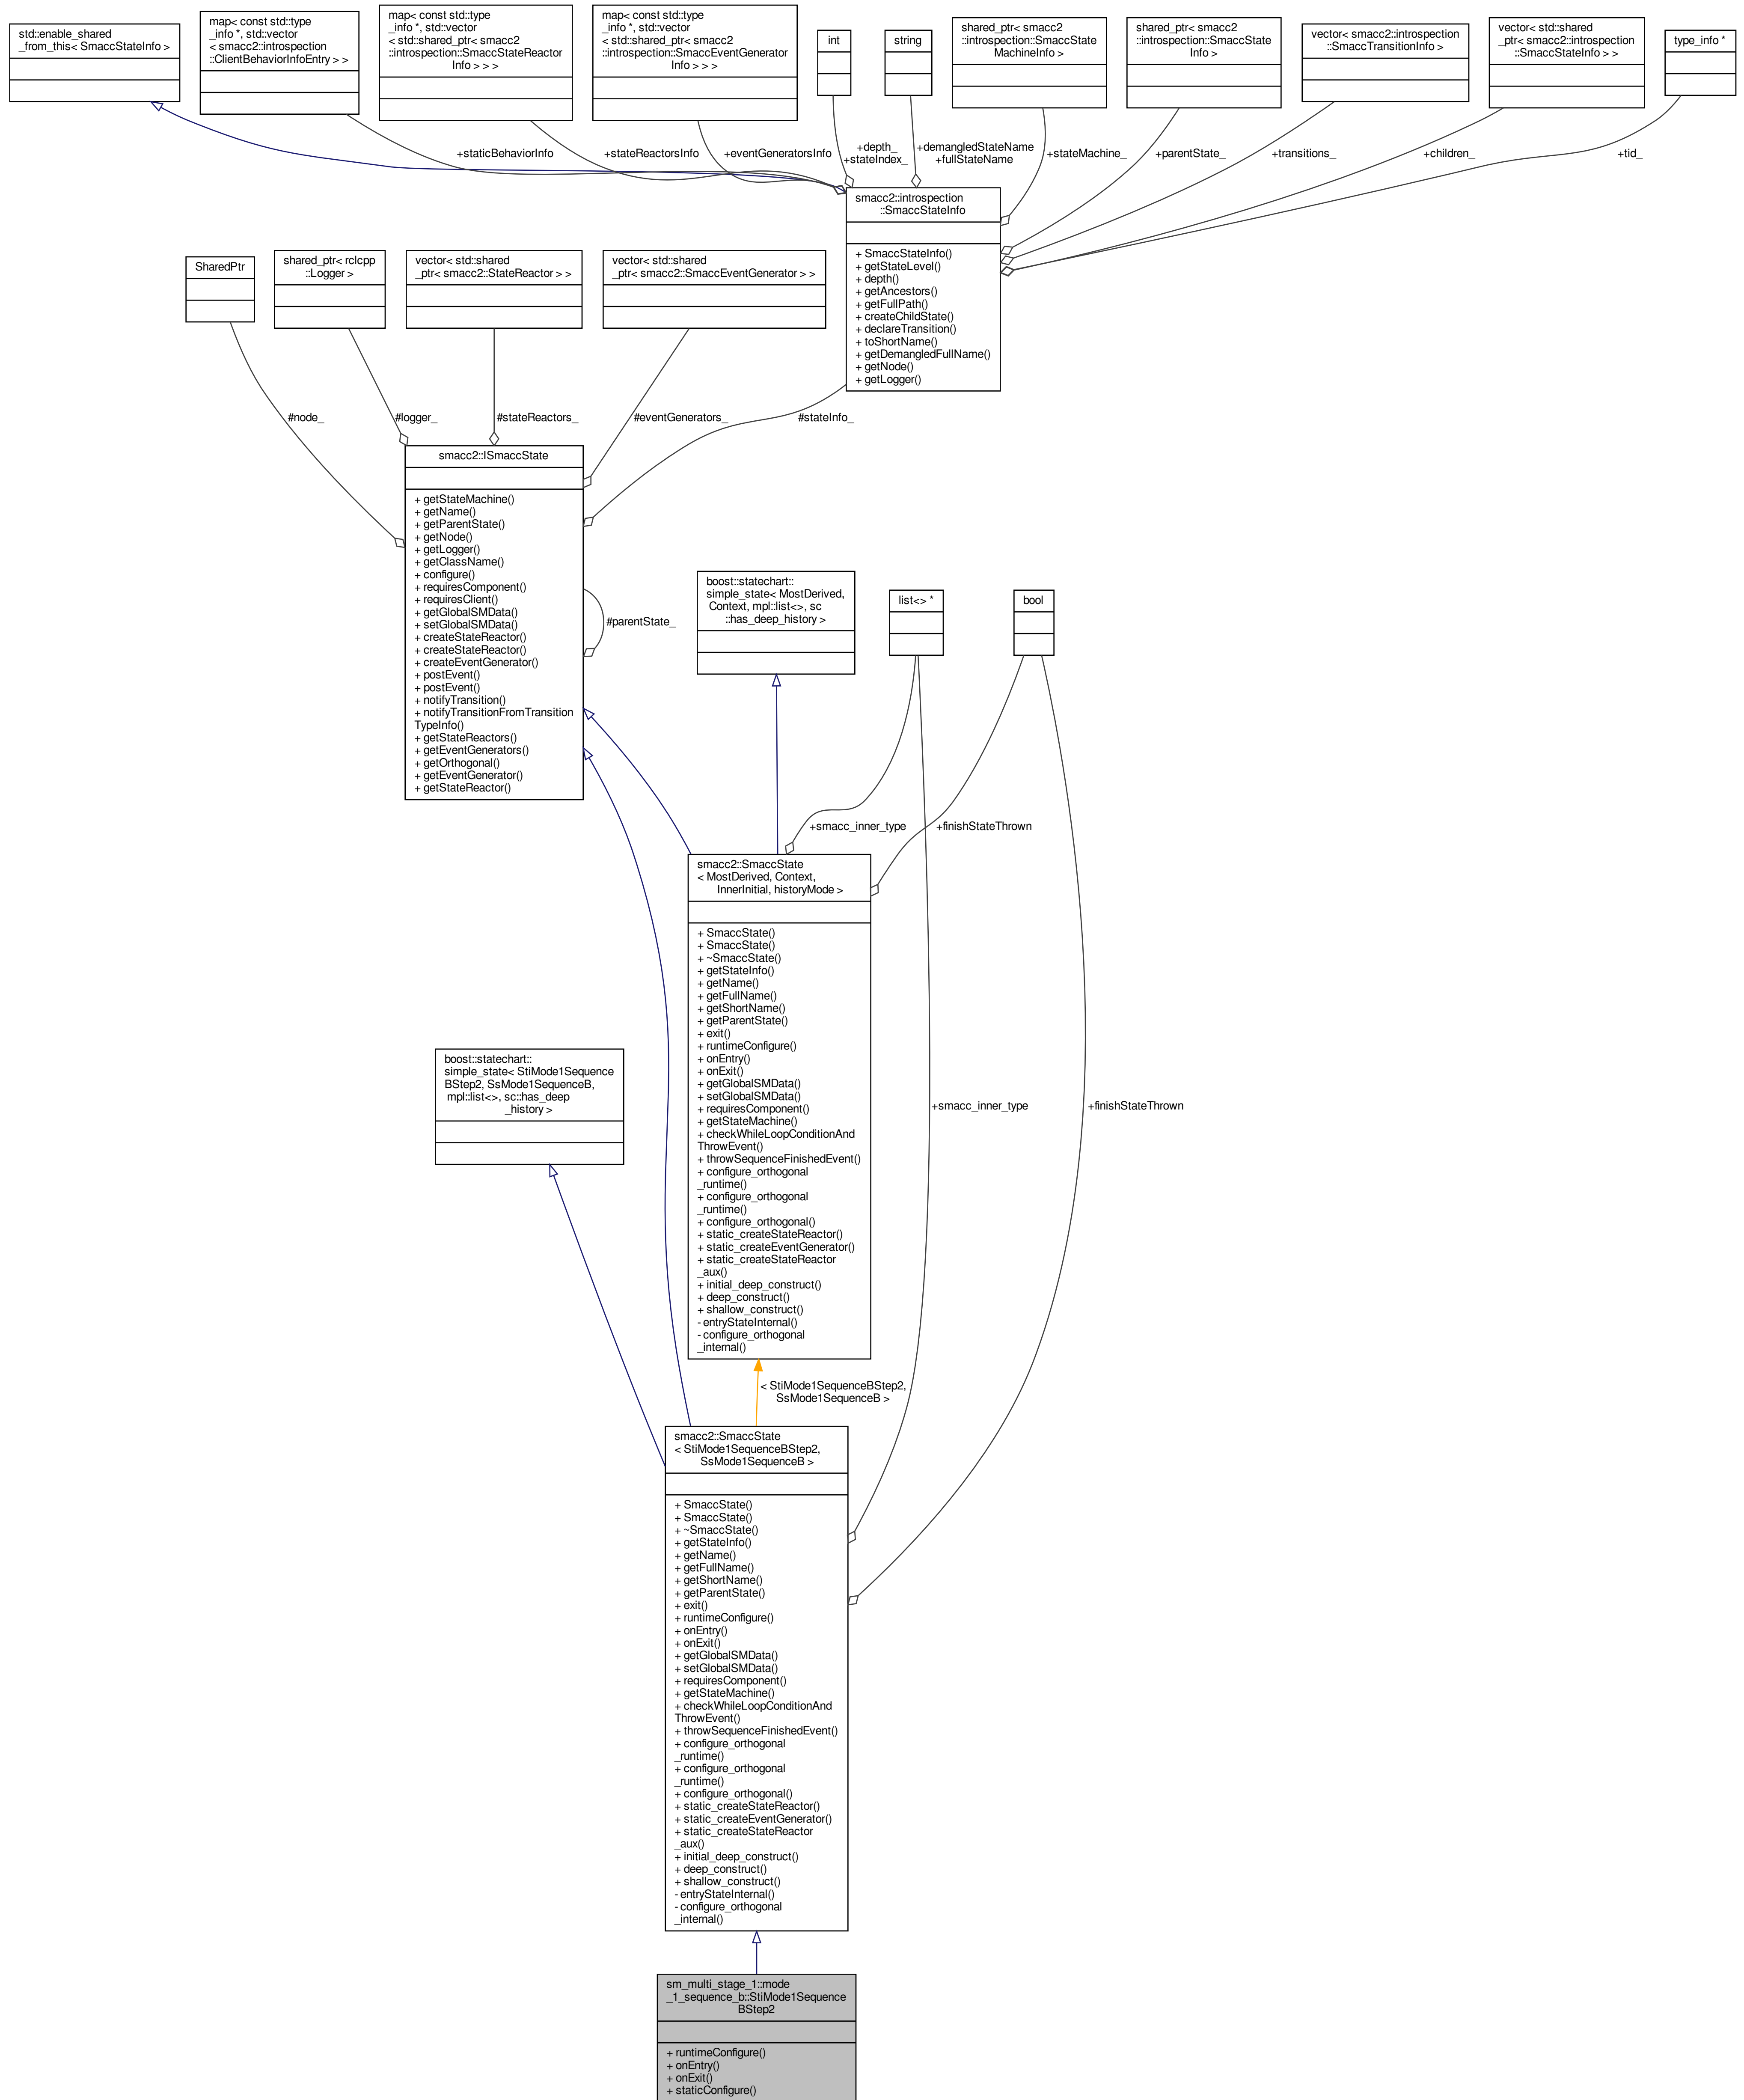 std::enable_shared
_from_this< SmaccStateInfo >
map< const std::type
_info *, std::vector
< smacc2::introspection
::ClientBehaviorInfoEntry > >
map< const std::type
_info *, std::vector
< std::shared_ptr< smacc2
::introspection::SmaccStateReactor
Info > > >
map< const std::type
_info *, std::vector
< std::shared_ptr< smacc2
::introspection::SmaccEventGenerator
Info > > >
int
string
shared_ptr< smacc2
::introspection::SmaccState
MachineInfo >
shared_ptr< smacc2
::introspection::SmaccState
Info >
vector< smacc2::introspection
::SmaccTransitionInfo >
vector< std::shared
_ptr< smacc2::introspection
::SmaccStateInfo > >
type_info *
+staticBehaviorInfo
+stateReactorsInfo
+eventGeneratorsInfo
+depth_
+stateIndex_
+demangledStateName
+fullStateName
+stateMachine_
+parentState_
+transitions_
+children_
+tid_
smacc2::introspection
::SmaccStateInfo
+ SmaccStateInfo()
+ getStateLevel()
+ depth()
+ getAncestors()
+ getFullPath()
+ createChildState()
+ declareTransition()
+ toShortName()
+ getDemangledFullName()
+ getNode()
+ getLogger()
SharedPtr
shared_ptr< rclcpp
::Logger >
vector< std::shared
_ptr< smacc2::StateReactor > >
vector< std::shared
_ptr< smacc2::SmaccEventGenerator > >
#node_
#logger_
#stateReactors_
#eventGenerators_
#stateInfo_
smacc2::ISmaccState
+ getStateMachine()
+ getName()
+ getParentState()
+ getNode()
+ getLogger()
+ getClassName()
+ configure()
+ requiresComponent()
+ requiresClient()
+ getGlobalSMData()
+ setGlobalSMData()
+ createStateReactor()
+ createStateReactor()
+ createEventGenerator()
+ postEvent()
+ postEvent()
+ notifyTransition()
+ notifyTransitionFromTransition
TypeInfo()
+ getStateReactors()
+ getEventGenerators()
+ getOrthogonal()
+ getEventGenerator()
+ getStateReactor()
#parentState_
boost::statechart::
simple_state< MostDerived,
Context, mpl::list<>, sc
::has_deep_history >
list<> *
bool
+smacc_inner_type
+finishStateThrown
smacc2::SmaccState
< MostDerived, Context,
InnerInitial, historyMode >
+ SmaccState()
+ SmaccState()
+ ~SmaccState()
+ getStateInfo()
+ getName()
+ getFullName()
+ getShortName()
+ getParentState()
+ exit()
+ runtimeConfigure()
+ onEntry()
+ onExit()
+ getGlobalSMData()
+ setGlobalSMData()
+ requiresComponent()
+ getStateMachine()
+ checkWhileLoopConditionAnd
ThrowEvent()
+ throwSequenceFinishedEvent()
+ configure_orthogonal
_runtime()
+ configure_orthogonal
_runtime()
+ configure_orthogonal()
+ static_createStateReactor()
+ static_createEventGenerator()
+ static_createStateReactor
_aux()
+ initial_deep_construct()
+ deep_construct()
+ shallow_construct()
- entryStateInternal()
- configure_orthogonal
_internal()
boost::statechart::
simple_state< StiMode1Sequence
BStep2, SsMode1SequenceB,
mpl::list<>, sc::has_deep
_history >
+smacc_inner_type
+finishStateThrown
< StiMode1SequenceBStep2,
SsMode1SequenceB >
smacc2::SmaccState
< StiMode1SequenceBStep2,
SsMode1SequenceB >
+ SmaccState()
+ SmaccState()
+ ~SmaccState()
+ getStateInfo()
+ getName()
+ getFullName()
+ getShortName()
+ getParentState()
+ exit()
+ runtimeConfigure()
+ onEntry()
+ onExit()
+ getGlobalSMData()
+ setGlobalSMData()
+ requiresComponent()
+ getStateMachine()
+ checkWhileLoopConditionAnd
ThrowEvent()
+ throwSequenceFinishedEvent()
+ configure_orthogonal
_runtime()
+ configure_orthogonal
_runtime()
+ configure_orthogonal()
+ static_createStateReactor()
+ static_createEventGenerator()
+ static_createStateReactor
_aux()
+ initial_deep_construct()
+ deep_construct()
+ shallow_construct()
- entryStateInternal()
- configure_orthogonal
_internal()
sm_multi_stage_1::mode
_1_sequence_b::StiMode1Sequence
BStep2
+ runtimeConfigure()
+ onEntry()
+ onExit()
+ staticConfigure()